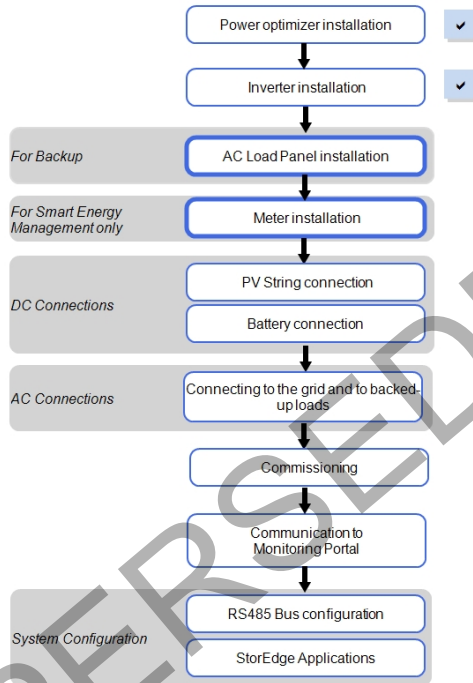 Power optimizer installation
✔
Inverter installation
✔
For Backup
AC Load Panel installation
For Smart Energy
Management only
Meter installation
DC Connections
PV String connection
Battery connection
AC Connections
Connecting to the grid and to backed-
up loads
Commissioning
Communication to
Monitoring Portal
System Configuration
RS485 Bus configuration
StorEdge Applications
PERSED